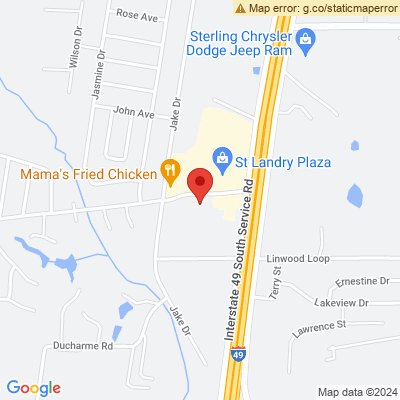 Map error: g.co/staticmaperror
Rose Ave
Wilson Dr
Jasmine Dr
Sterling Chrysler
Dodge Jeep Ram
John Ave
Jake Dr
St Landry Plaza
Mama's Fried Chicken
Interstate 49 South Service Rd
Linwood Loop
Terry St
Ernestine Dr
Lakeview Dr
Lawrence St
Jake Dr
Ducharme Rd
49
Google
Map data ©2024